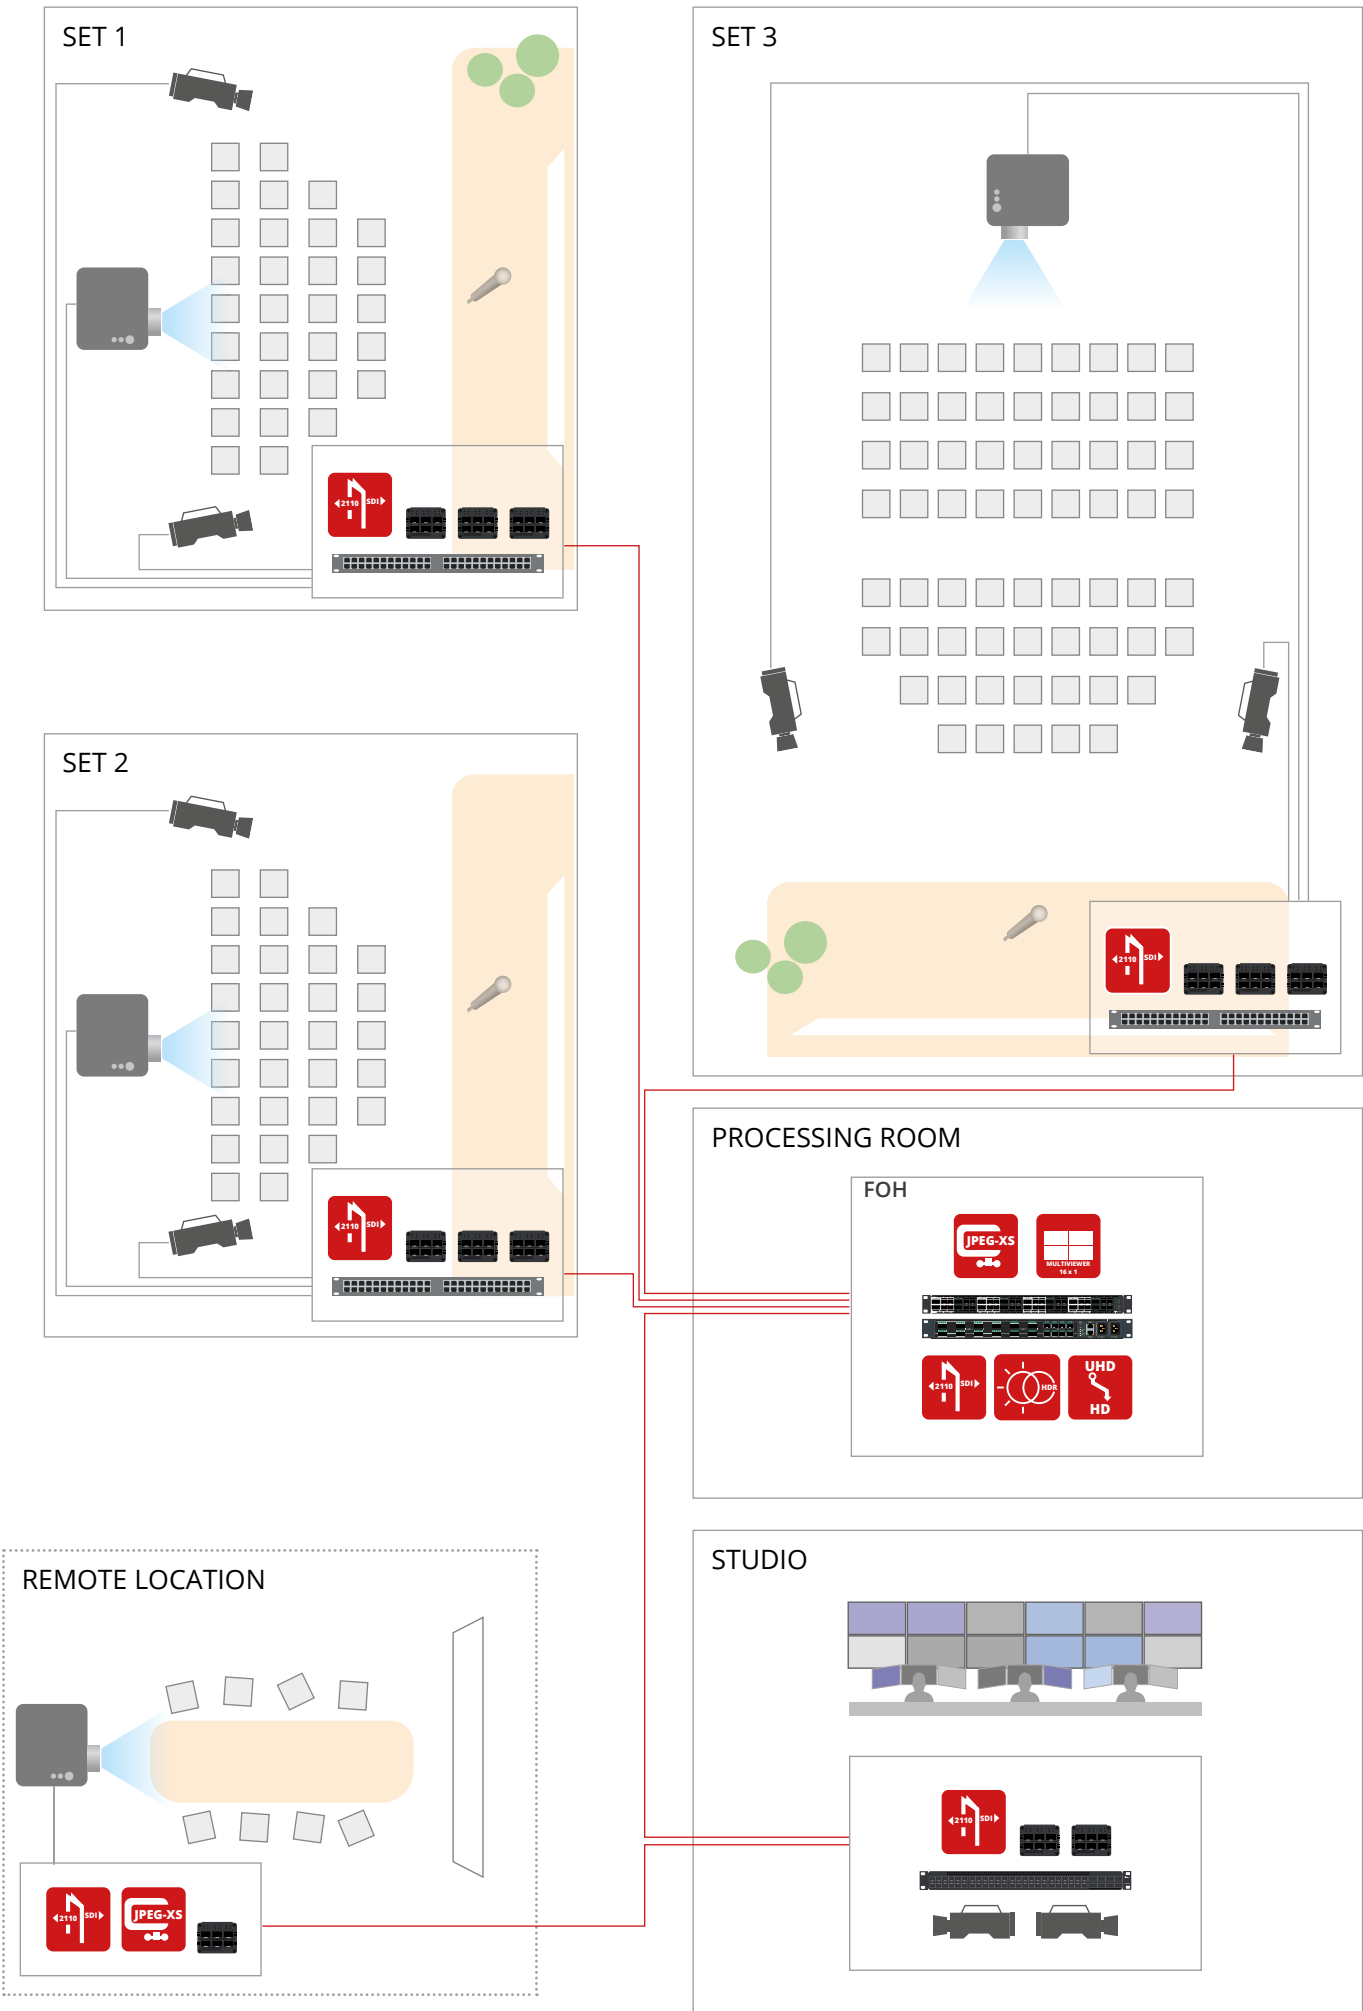 SET 1
2110 SDI
SET 2
2110 SDI
SET 3
2110 SDI
PROCESSING ROOM
FOH
JPEG-XS
MULTIVIEWER
16 x 1
2110 SDI
HDR
UHD
HD
REMOTE LOCATION
2110 SDI
JPEG-XS
STUDIO
2110 SDI